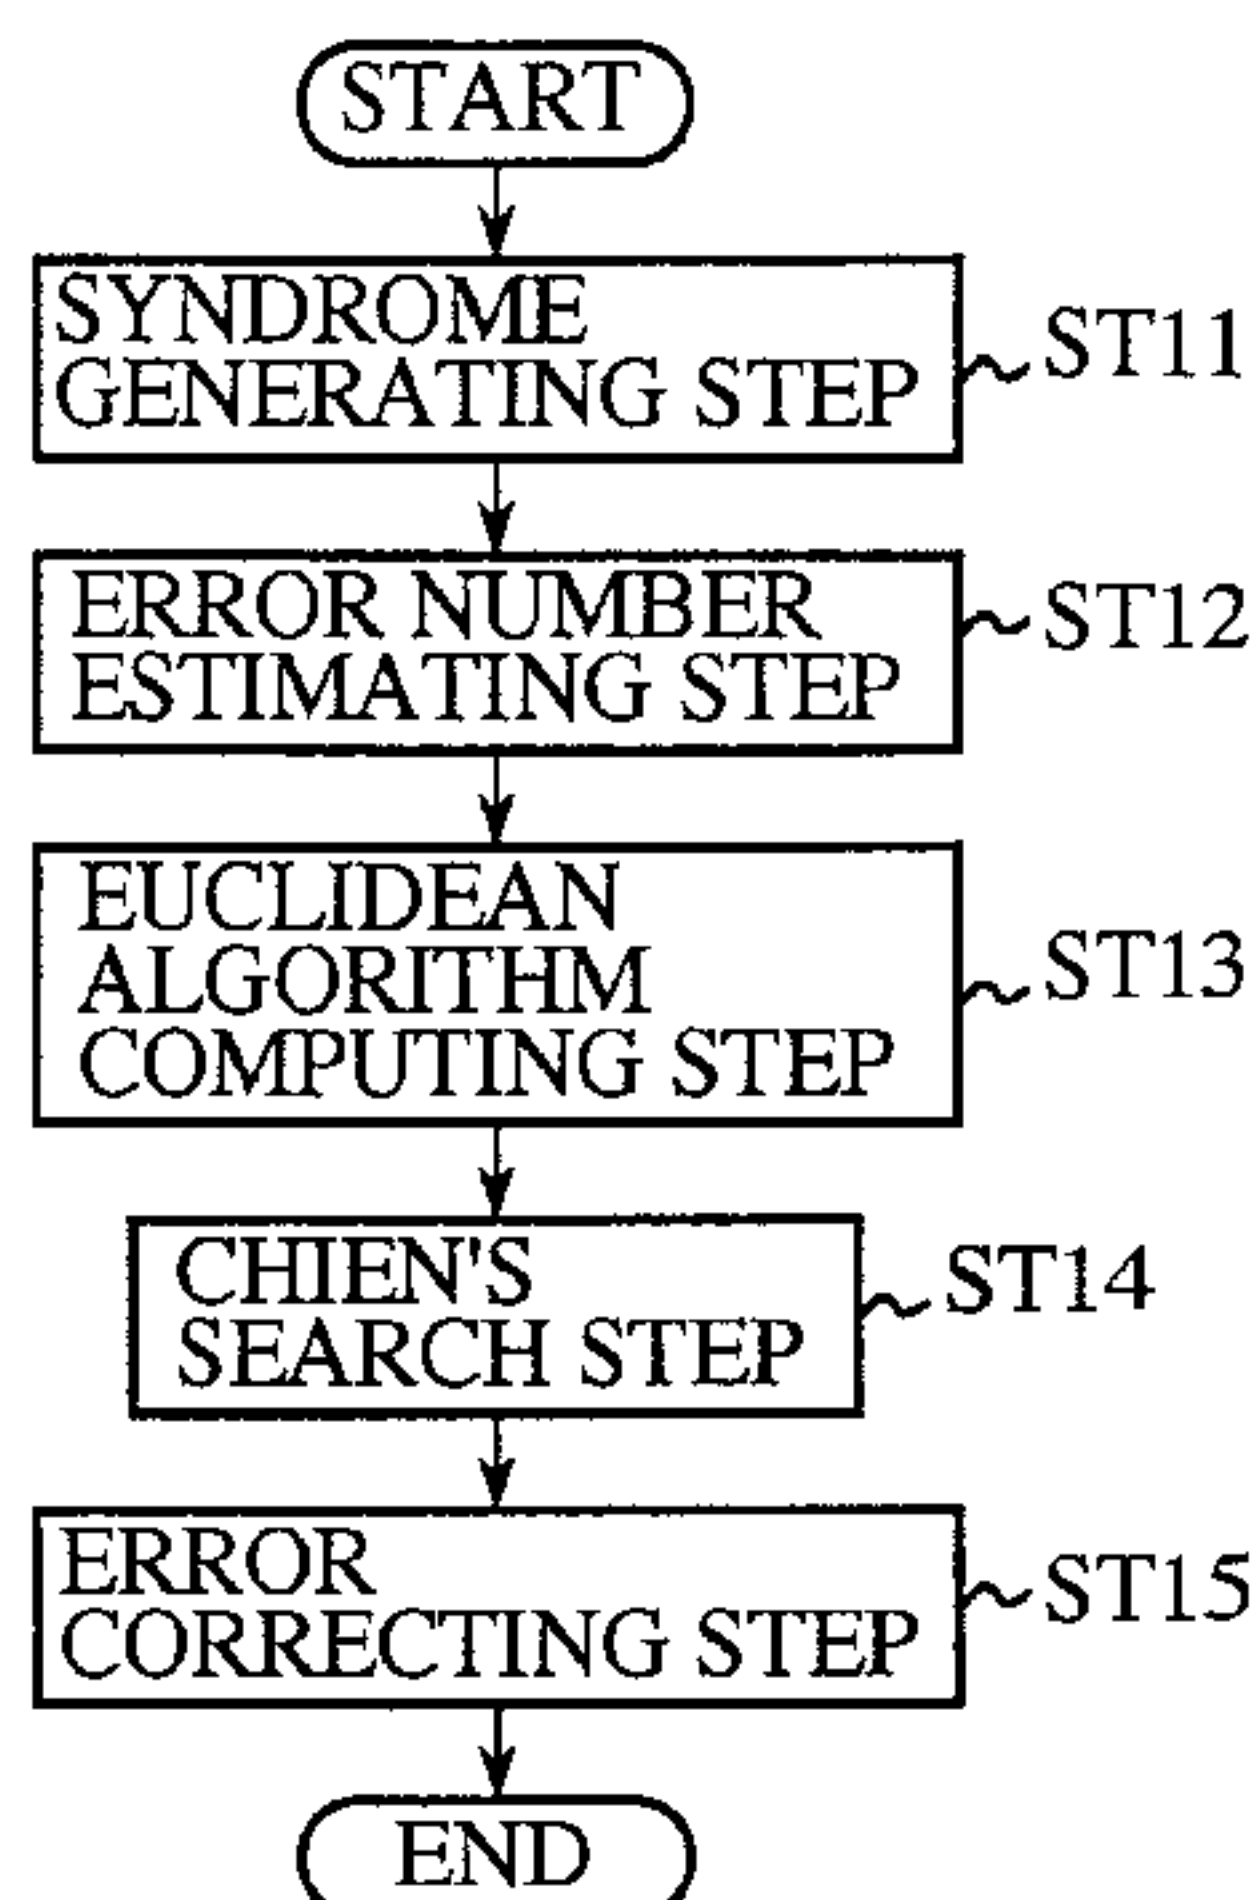 START
SYNDROME
GENERATING STEP
ST11
ERROR NUMBER
ESTIMATING STEP
ST12
EUCLIDEAN
ALGORITHM
COMPUTING STEP
ST13
CHIEN'S
SEARCH STEP
ST14
ERROR
CORRECTING STEP
ST15
END